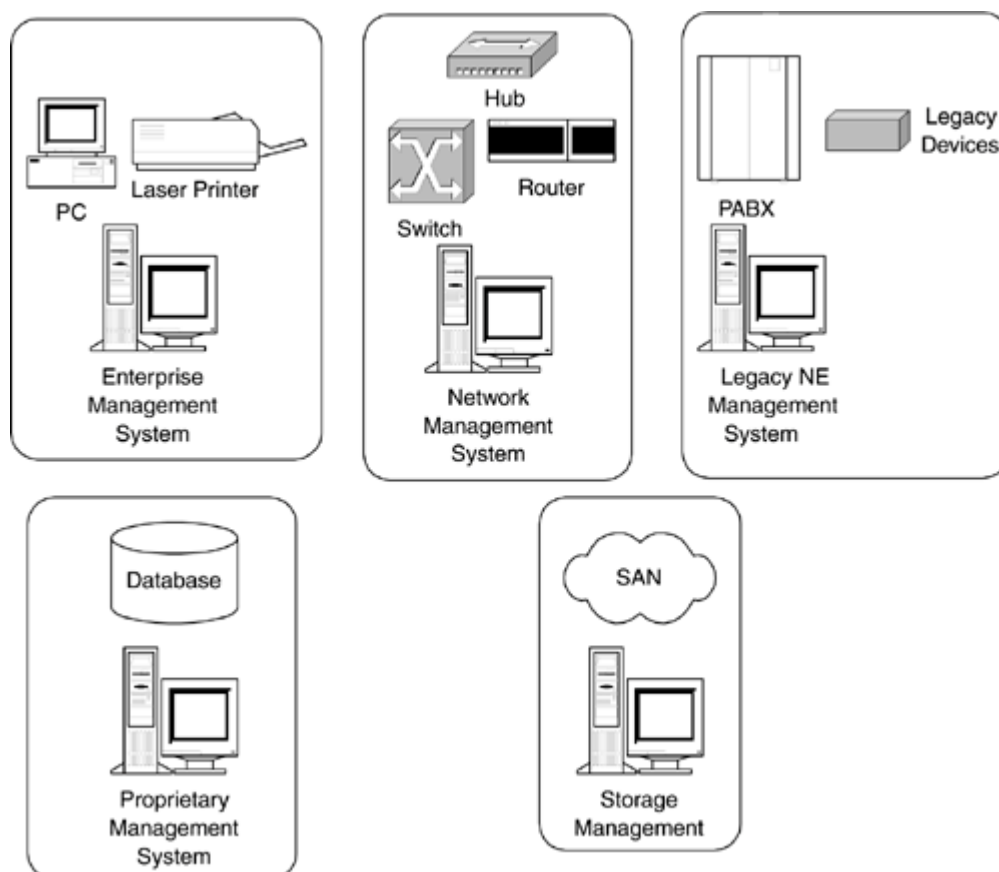 PC
Laser Printer
Enterprise
Management
System
Hub
Router
Switch
Network
Management
System
Legacy
Devices
PABX
Legacy NE
Management
System
Database
Proprietary
Management
System
SAN
Storage
Management